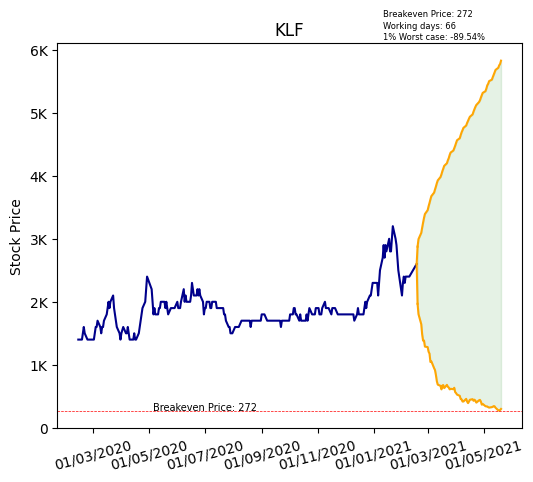 Breakeven Price: 272
Working days: 66
1% Worst case: -89.54%
KLF
6K
5K
4K
3K
2K
1K
0
Stock Price
Breakeven Price: 272
01/03/2020
01/05/2020
01/07/2020
01/09/2020
01/11/2020
01/01/2021
01/03/2021
01/05/2021